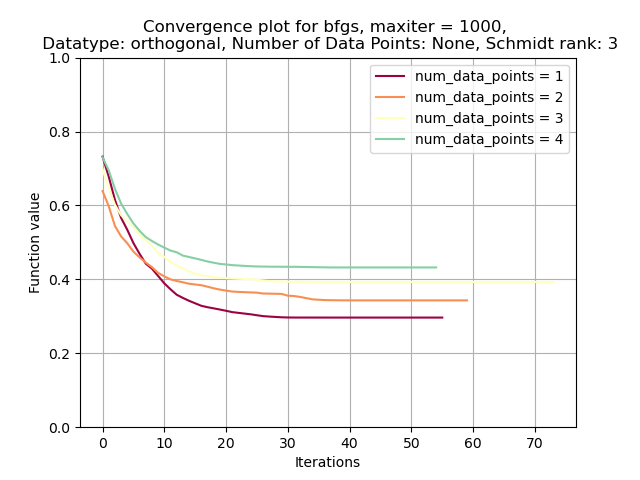 Convergence plot for bfgs, maxiter = 1000,
Datatype: orthogonal, Number of Data Points: None, Schmidt rank: 3
num_data_points = 1
num_data_points = 2
num_data_points = 3
num_data_points = 4
1.0
0.8
0.6
0.4
0.2
0.0
Function value
0 10 20 30 40 50 60 70
Iterations